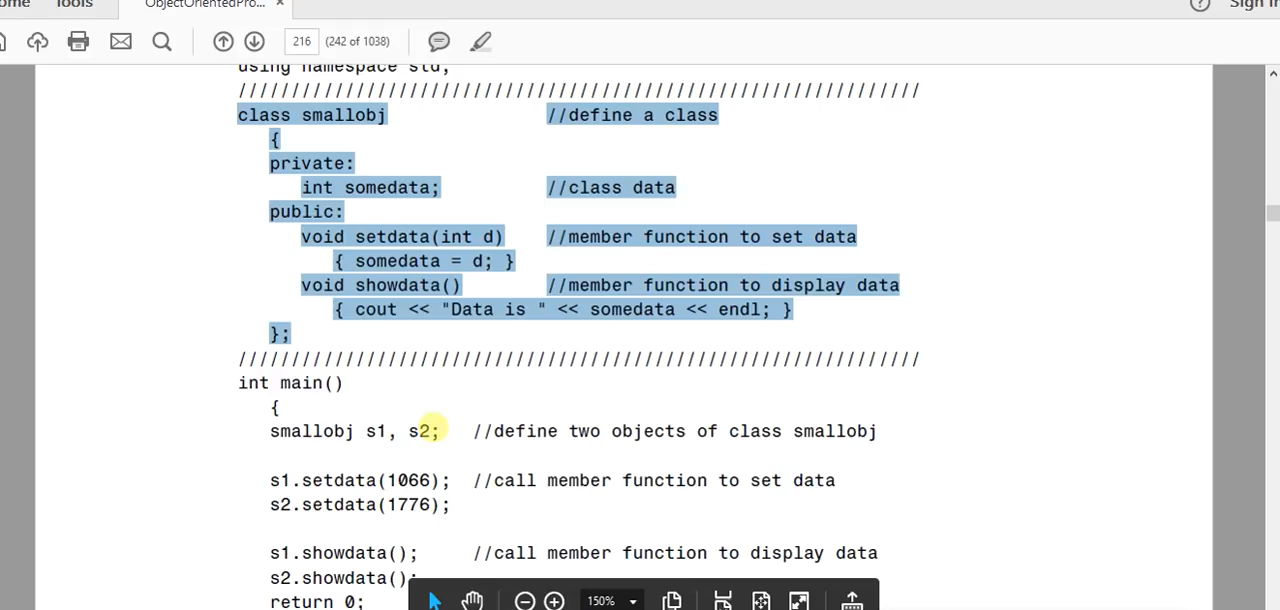 ome Tools ObjectOrientedPro... × ? Sign In
216 (242 of 1038)
using namespace std;
////////////////////////////////////////////////////////////////
class smallobj //define a class
{
private:
int somedata; //class data
public:
void setdata(int d) //member function to set data
{ somedata = d; }
void showdata() //member function to display data
{ cout << "Data is " << somedata << endl; }
};
////////////////////////////////////////////////////////////////
int main()
{
smallobj s1, s2; //define two objects of class smallobj
s1.setdata(1066); //call member function to set data
s2.setdata(1776);
s1.showdata(); //call member function to display data
s2.showdata();
return 0;
150%